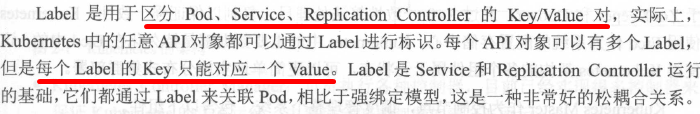 Label 是用于区分 Pod、Service、Replication Controller 的 Key/Value 对，实际上，
Kubernetes 中的任意 API 对象都可以通过 Label 进行标识。每个 API 对象可以有多个 Label，
但是每个 Label 的 Key 只能对应一个 Value。Label 是 Service 和 Replication Controller 运行
的基础，它们都通过 Label 来关联 Pod，相比于强绑定模型，这是一种非常好的松耦合关系。